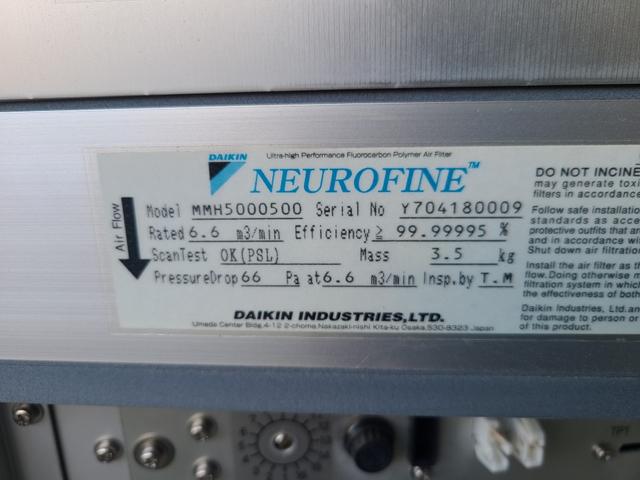 DAIKIN
Ultra-high Performance Fluorocarbon Polymer Air Filter
NEUROFINE™
Air Flow
Model MMH5000500 Serial No Y704180009
Rated 6.6 m3/min Efficiency ≥ 99.99995 %
ScanTest OK(PSL) Mass 3.5 kg
PressureDrop 66 Pa at 6.6 m3/min Insp.by T.M
DAIKIN INDUSTRIES,LTD.
Umeda Center Bldg,4-12 2-chome,Nakazaki-nishi Kita-ku Osaka,530-8323 Japan
DO NOT INCINE
may generate toxi
filters in accordance
Follow safe installation
standards as accep
protective outfits that ar
and in accordance wi
Shut down air filtration
Install the air filter as t
flow. Doing otherwise m
filtration system in which
the effectiveness of both
Daikin Industries, Ltd.an
for damage to person or
of this product.